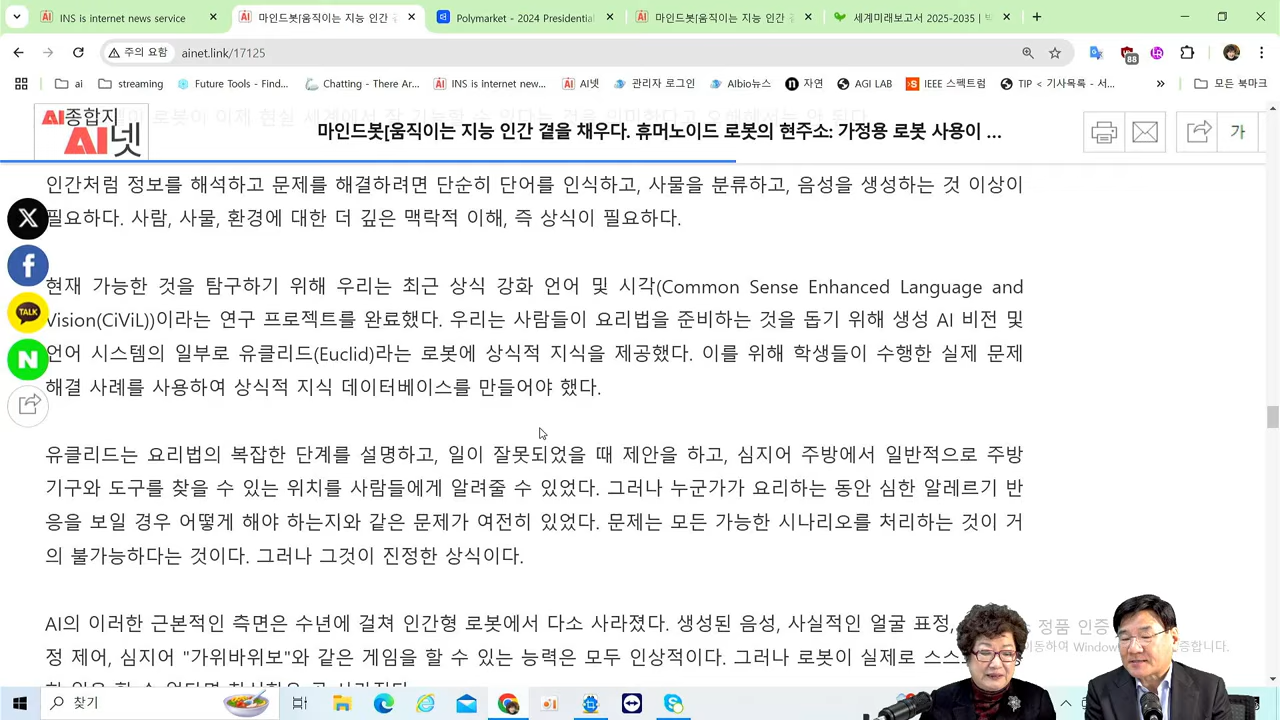 INS is internet news service
마인드봇[움직이는 지능 인간 결
Polymarket - 2024 Presidential
마인드봇[움직이는 지능 인간 결
세계미래보고서 2025-2035 | 박
주의 요함
ainet.link/17125
88
ai
streaming
Future Tools - Find...
Chatting - There Ar...
INS is internet new...
AI넷
관리자 로그인
AIbio뉴스
자연
AGI LAB
IEEE 스펙트럼
TIP < 기사목록 - 서...
»
모든 북마크
AI종합지
AI넷
마인드봇[움직이는 지능 인간 결을 채우다. 휴머노이드 로봇의 현주소: 가정용 로봇 사용이 ...
가
인간처럼 정보를 해석하고 문제를 해결하려면 단순히 단어를 인식하고, 사물을 분류하고, 음성을 생성하는 것 이상이
필요하다. 사람, 사물, 환경에 대한 더 깊은 맥락적 이해, 즉 상식이 필요하다.
현재 가능한 것을 탐구하기 위해 우리는 최근 상식 강화 언어 및 시각(Common Sense Enhanced Language and
Vision(CiViL))이라는 연구 프로젝트를 완료했다. 우리는 사람들이 요리법을 준비하는 것을 돕기 위해 생성 AI 비전 및
언어 시스템의 일부로 유클리드(Euclid)라는 로봇에 상식적 지식을 제공했다. 이를 위해 학생들이 수행한 실제 문제
해결 사례를 사용하여 상식적 지식 데이터베이스를 만들어야 했다.
TALK
N
유클리드는 요리법의 복잡한 단계를 설명하고, 일이 잘못되었을 때 제안을 하고, 심지어 주방에서 일반적으로 주방
기구와 도구를 찾을 수 있는 위치를 사람들에게 알려줄 수 있었다. 그러나 누군가가 요리하는 동안 심한 알레르기 반
응을 보일 경우 어떻게 해야 하는지와 같은 문제가 여전히 있었다. 문제는 모든 가능한 시나리오를 처리하는 것이 거
의 불가능하다는 것이다. 그러나 그것이 진정한 상식이다.
AI의 이러한 근본적인 측면은 수년에 걸쳐 인간형 로봇에서 다소 사라졌다. 생성된 음성, 사실적인 얼굴 표정,
정 제어, 심지어 "가위바위보"와 같은 게임을 할 수 있는 능력은 모두 인상적이다. 그러나 로봇이 실제로 스스
정품 인증
이동하여 Window 인증합니다.
찾기